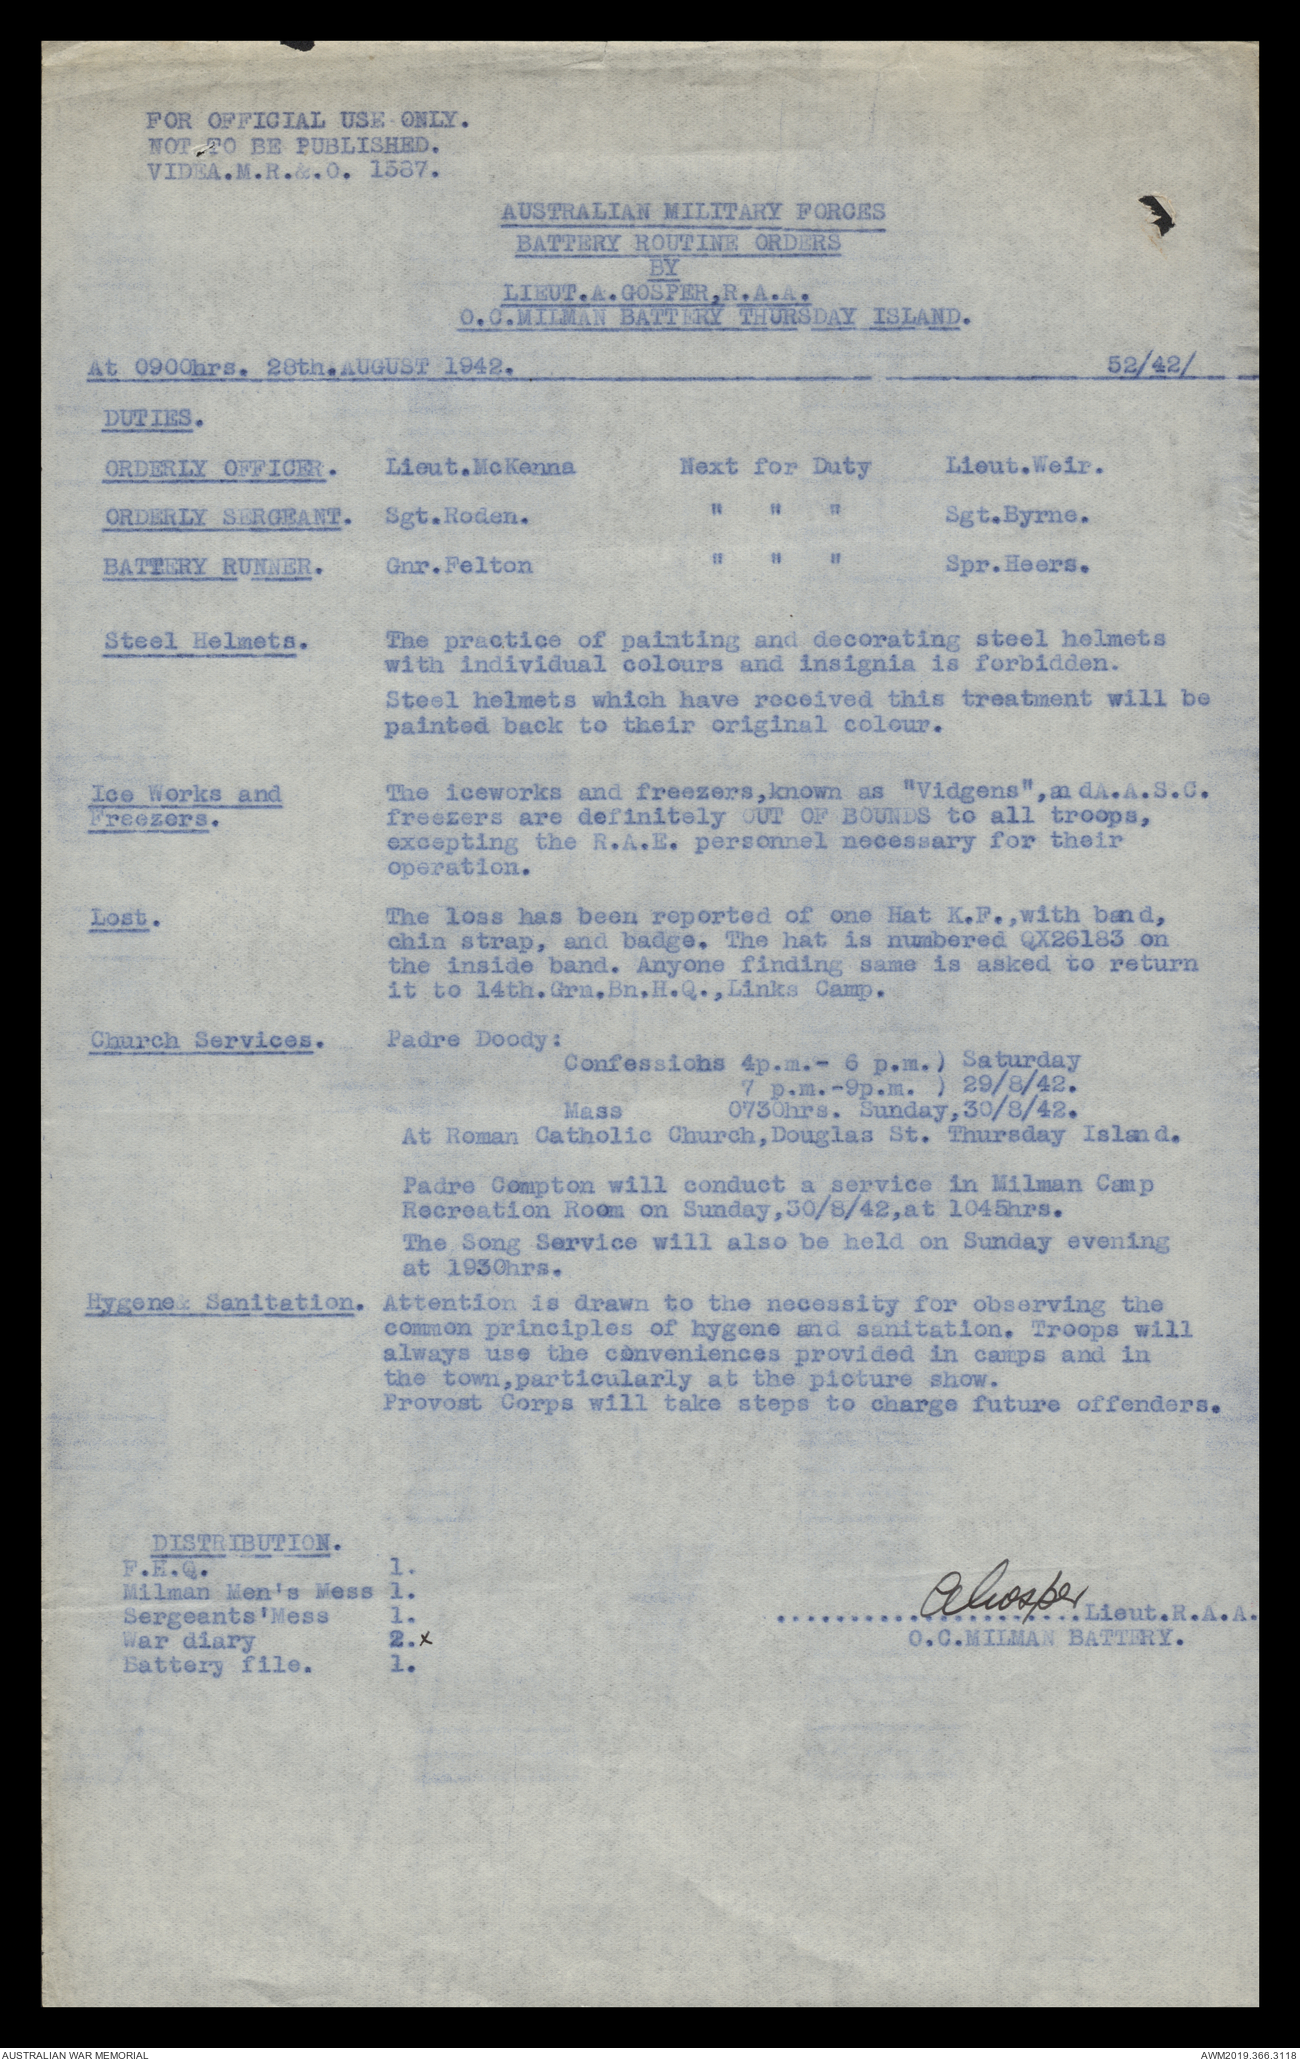 FOR OFFICIAL USE ONLY.
NOT TO BE PUBLISHED.
VIDEA.M.R.&.O. 1587.
AUSTRALIAN MILITARY FORCES
BATTERY ROUTINE ORDERS
BY
LIEUT.A.GOSPER,R.A.A.
O.C.MILMAN BATTERY THURSDAY ISLAND.
At 0900hrs. 28th.AUGUST 1942. 52/42/
DUTIES.
ORDERLY OFFICER. Lieut.McKenna Next for Duty Lieut.Weir.
ORDERLY SERGEANT. Sgt.Roden. " " " Sgt.Byrne.
BATTERY RUNNER. Gnr.Felton " " " Spr.Heers.
Steel Helmets. The practice of painting and decorating steel helmets
with individual colours and insignia is forbidden.
Steel helmets which have received this treatment will be
painted back to their original colour.
Ice Works and The iceworks and freezers,known as "Vidgens",an dA.A.S.C.
Freezers. freezers are definitely OUT OF BOUNDS to all troops,
excepting the R.A.E. personnel necessary for their
operation.
Lost. The loss has been reported of one Hat K.F.,with band,
chin strap, and badge. The hat is numbered QX26183 on
the inside band. Anyone finding same is asked to return
it to 14th.Grn.Bn.H.Q.,Links Camp.
Church Services. Padre Doody:
Confessions 4p.m.- 6 p.m.) Saturday
7 p.m.-9p.m. ) 29/8/42.
Mass 0730hrs. Sunday,30/8/42.
At Roman Catholic Church,Douglas St. Thursday Island.
Padre Compton will conduct a service in Milman Camp
Recreation Room on Sunday,30/8/42,at 1045hrs.
The Song Service will also be held on Sunday evening
at 1930hrs.
Hygene& Sanitation. Attention is drawn to the necessity for observing the
common principles of hygene and sanitation. Troops will
always use the conveniences provided in camps and in
the town,particularly at the picture show.
Provost Corps will take steps to charge future offenders.
DISTRIBUTION.
F.H.Q. 1.
Milman Men's Mess 1.
Sergeants'Mess 1.
War diary 2.x
Battery file. 1.
AGosper
.....................Lieut.R.A.A.
O.C.MILMAN BATTERY.
AUSTRALIAN WAR MEMORIAL AWM2019.366.3118